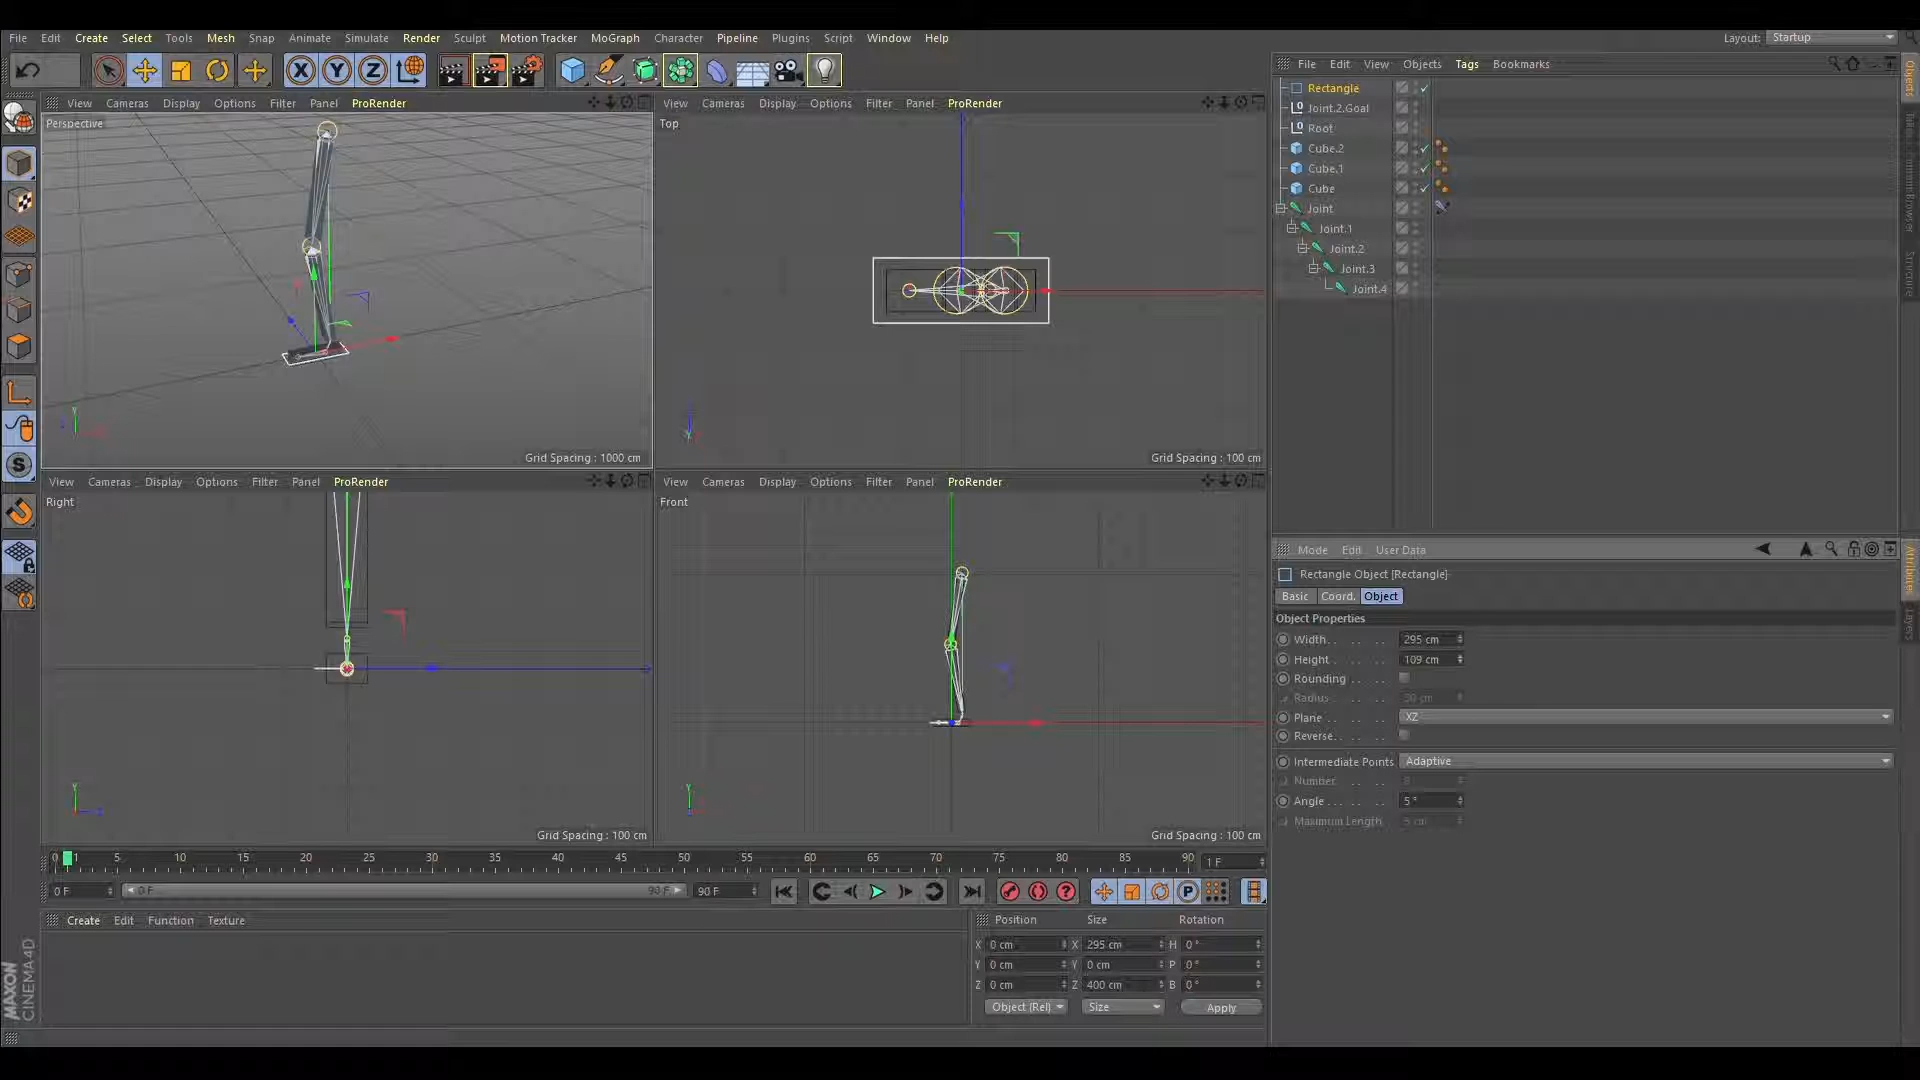 File Edit Create Select Tools Mesh Snap Animate Simulate Render Sculpt Motion Tracker MoGraph Character Pipeline Plugins Script Window Help
Layout: Startup
X Y Z
File Edit View Objects Tags Bookmarks
View Cameras Display Options Filter Panel ProRender
Perspective
Grid Spacing : 1000 cm
View Cameras Display Options Filter Panel ProRender
Top
Grid Spacing : 100 cm
View Cameras Display Options Filter Panel ProRender
Right
Grid Spacing : 100 cm
View Cameras Display Options Filter Panel ProRender
Front
Grid Spacing : 100 cm
Rectangle
Joint.2.Goal
Root
Cube.2
Cube.1
Cube
Joint
Joint.1
Joint.2
Joint.3
Joint.4
Objects
Structure
Attributes
Layers
Mode Edit User Data
Rectangle Object [Rectangle]
Basic Coord. Object
Object Properties
Width 295 cm
Height 109 cm
Rounding
Radius 50 cm
Plane XZ
Reverse
Intermediate Points Adaptive
Number 8
Angle 5 °
Maximum Length 5 cm
0 1 5 10 15 20 25 30 35 40 45 50 55 60 65 70 75 80 85 90 1 F
0 F 0 F 90 F 90 F
Create Edit Function Texture
Position Size Rotation
X 0 cm X 295 cm H 0 °
Y 0 cm Y 0 cm P 0 °
Z 0 cm Z 400 cm B 0 °
Object (Rel) Size Apply
MAXON
CINEMA 4D